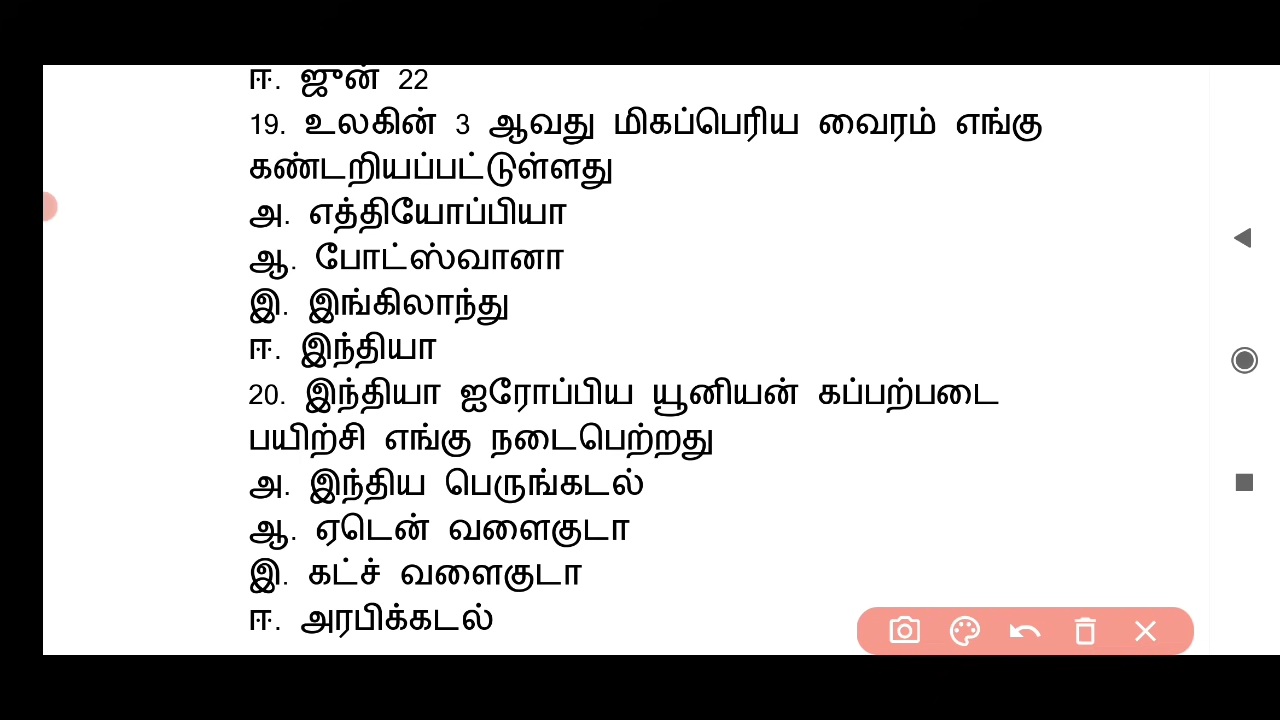 ஈ. ஜுன் 22
19. உலகின் 3 ஆவது மிகப்பெரிய வைரம் எங்கு
கண்டறியப்பட்டுள்ளது
அ. எத்தியோப்பியா
ஆ. போட்ஸ்வானா
இ. இங்கிலாந்து
ஈ. இந்தியா
20. இந்தியா ஐரோப்பிய யூனியன் கப்பற்படை
பயிற்சி எங்கு நடைபெற்றது
அ. இந்திய பெருங்கடல்
ஆ. ஏடென் வளைகுடா
இ. கட்ச் வளைகுடா
ஈ. அரபிக்கடல்